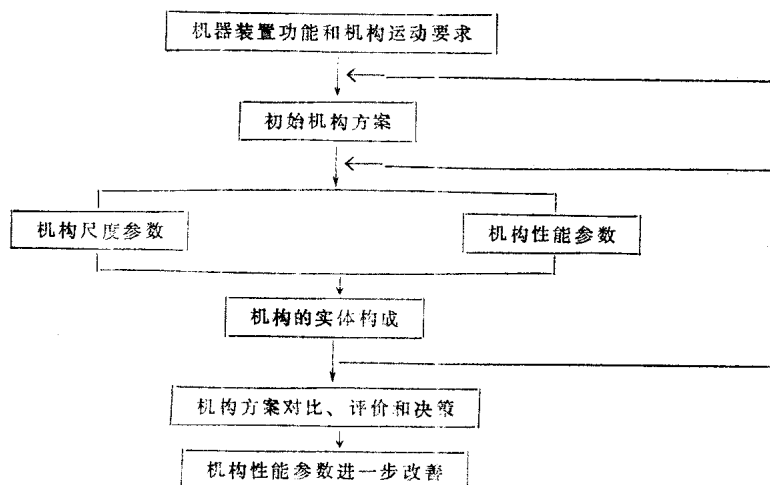 机器装置功能和机构运动要求
初始机构方案
机构尺度参数
机构性能参数
机构的实体构成
机构方案对比、评价和决策
机构性能参数进一步改善